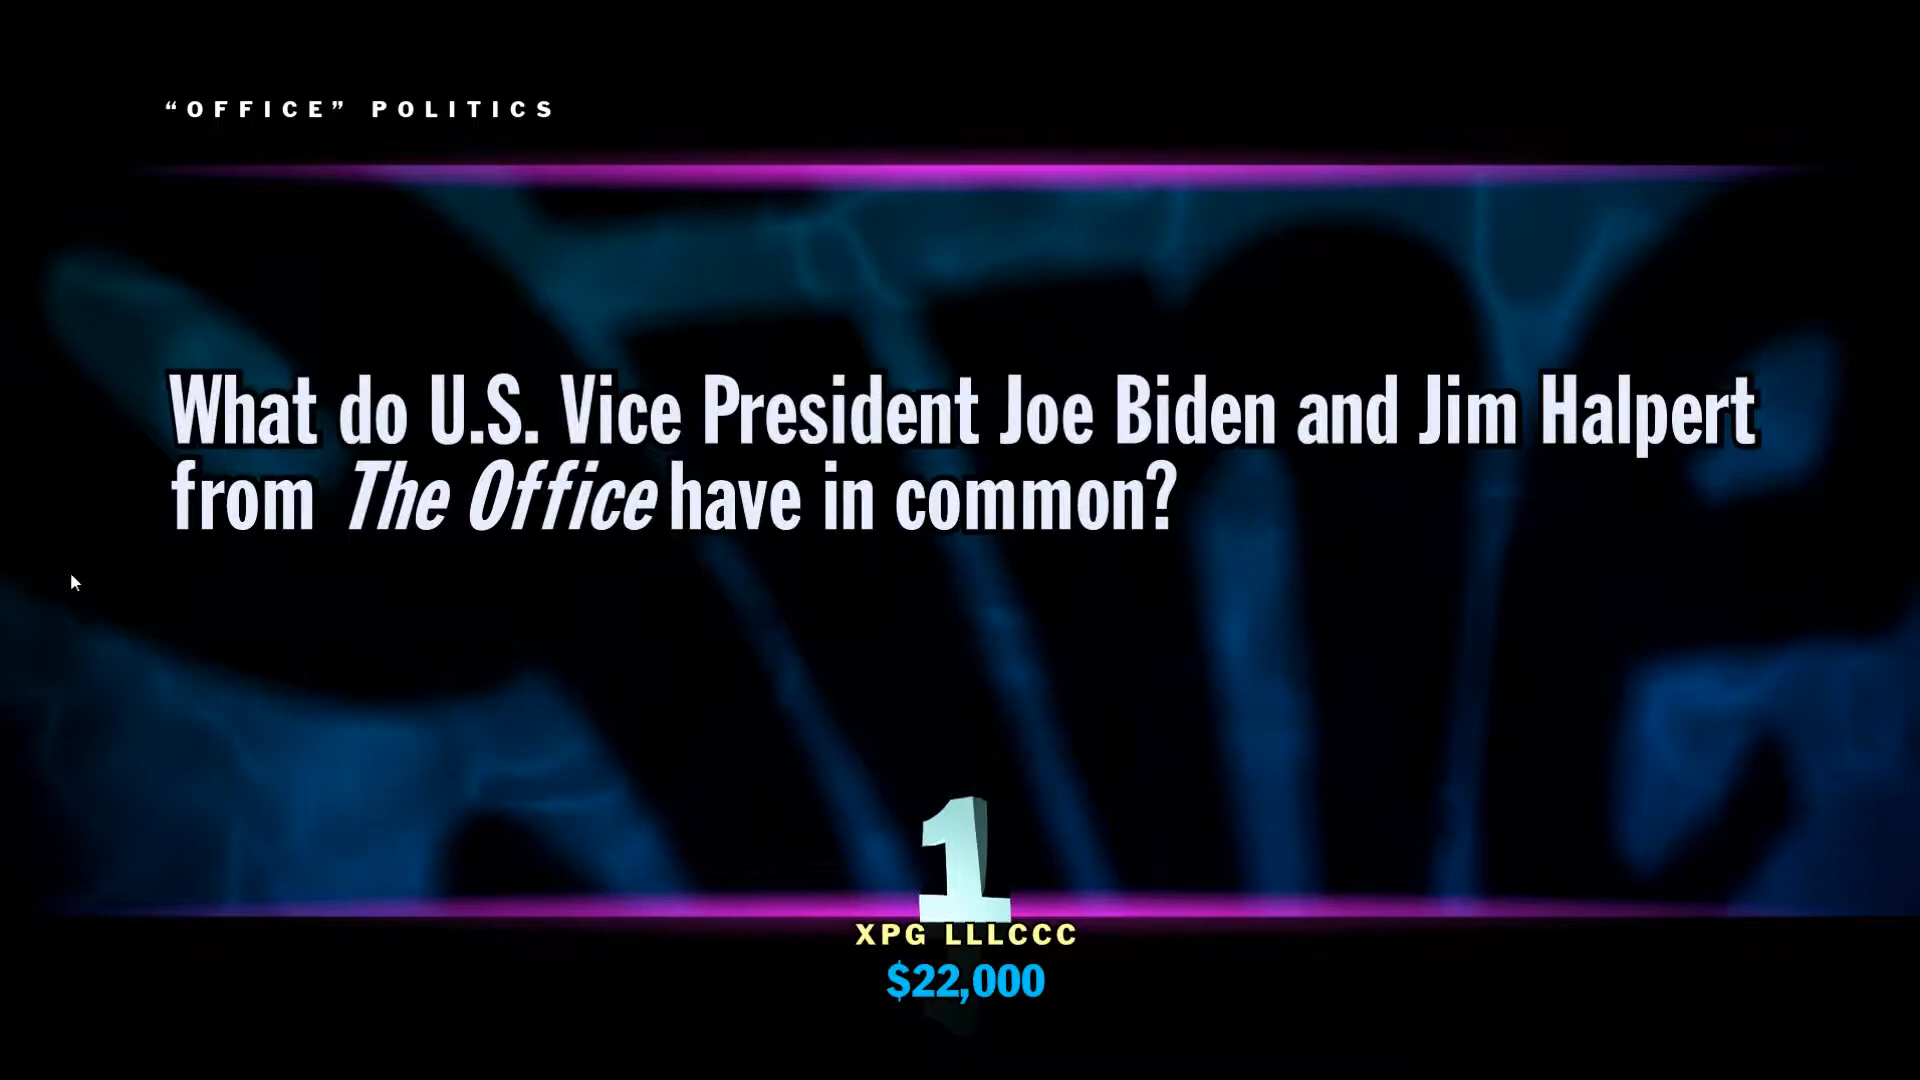 “OFFICE” POLITICS
What do U.S. Vice President Joe Biden and Jim Halpert
from The Office have in common?
1
XPG LLLCCC
$22,000